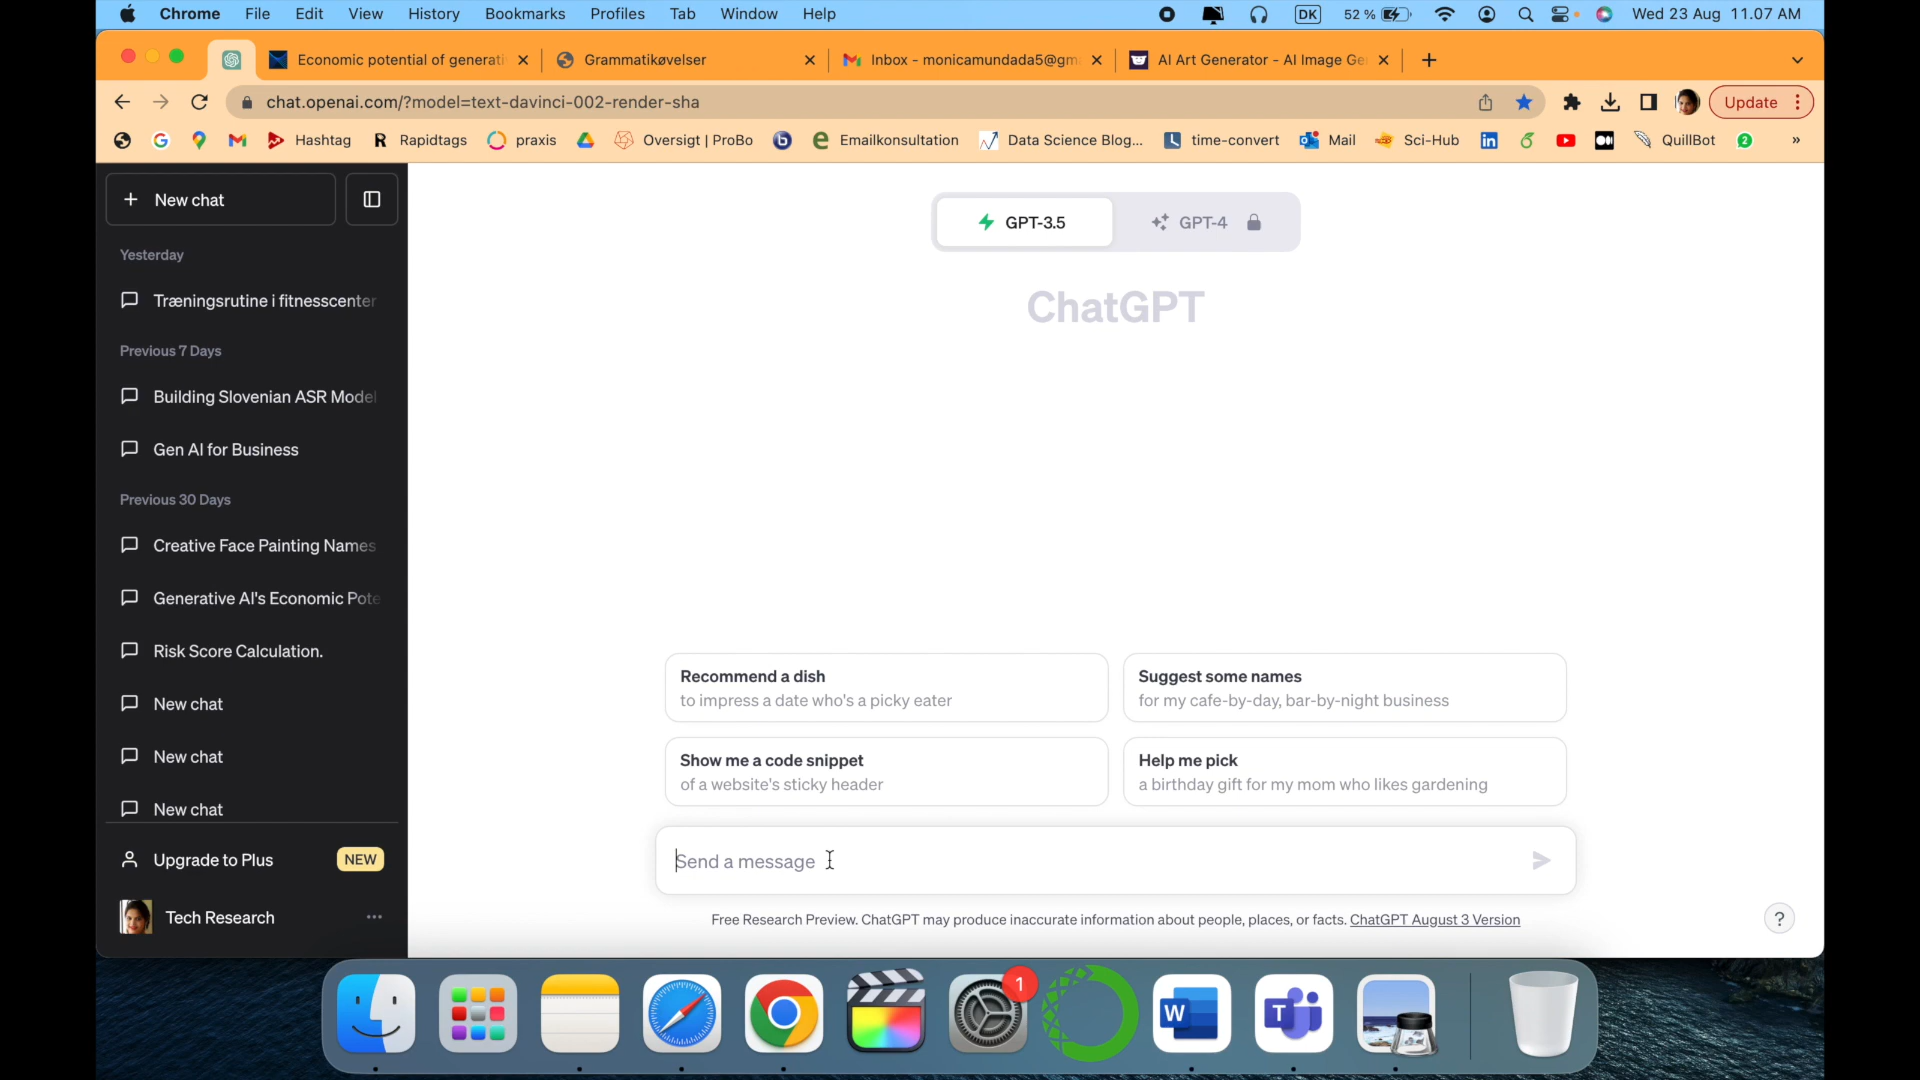 Chrome File Edit View History Bookmarks Profiles Tab Window Help DK 52 % Wed 23 Aug 11.07 AM
Economic potential of generati Grammatikøvelser Inbox - monicamundada5@gm AI Art Generator - AI Image Ge
chat.openai.com/?model=text-davinci-002-render-sha Update
Hashtag R Rapidtags praxis Oversigt | ProBo b e Emailkonsultation Data Science Blog... time-convert Mail Sci-Hub in QuillBot 2 »
New chat
Yesterday
Træningsrutine i fitnesscenter
Previous 7 Days
Building Slovenian ASR Model
Gen AI for Business
Previous 30 Days
Creative Face Painting Names
Generative AI's Economic Pote
Risk Score Calculation.
New chat
New chat
New chat
Upgrade to Plus NEW
Tech Research
GPT-3.5 GPT-4
ChatGPT
Recommend a dish
to impress a date who's a picky eater
Suggest some names
for my cafe-by-day, bar-by-night business
Show me a code snippet
of a website's sticky header
Help me pick
a birthday gift for my mom who likes gardening
Send a message
Free Research Preview. ChatGPT may produce inaccurate information about people, places, or facts. ChatGPT August 3 Version
?
1
W T